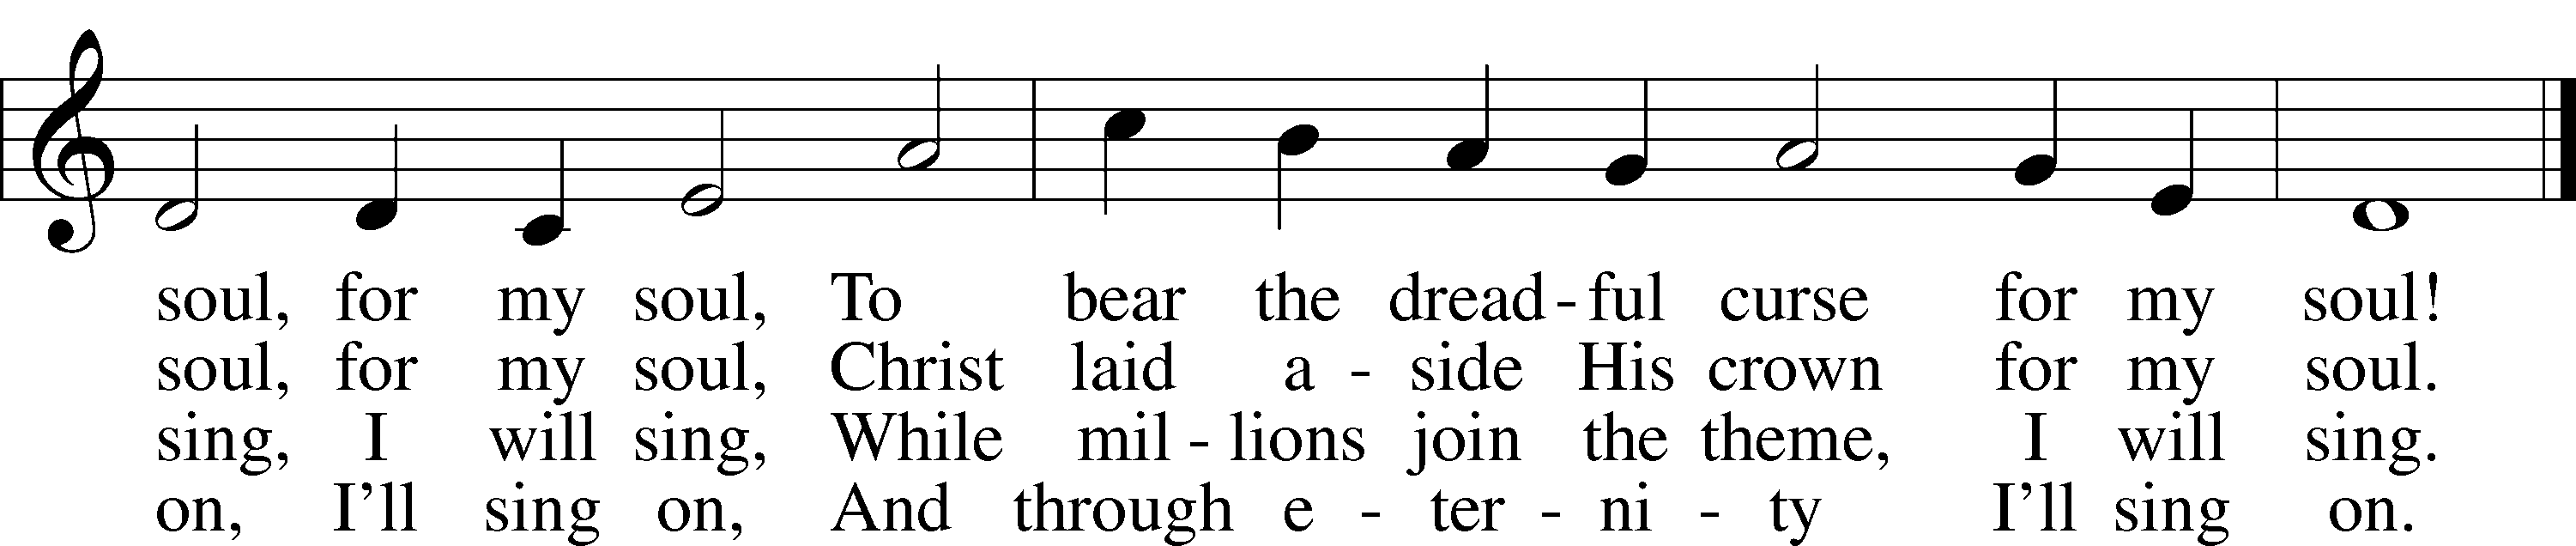 soul, for my soul, To bear the dread - ful curse for my soul!
soul, for my soul, Christ laid a - side His crown for my soul.
sing, I will sing, While mil - lions join the theme, I will sing.
on, I'll sing on, And through e - ter - ni - ty I'll sing on.